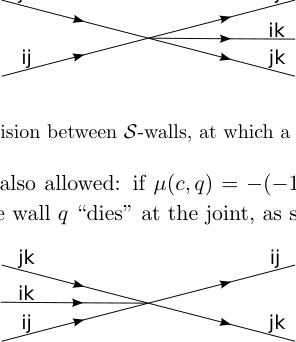 ik
ij
jk
ision between S-walls, at which a
also allowed: if μ(c, q) = −(−1
e wall q “dies” at the joint, as s
jk
ij
ik
ij
jk